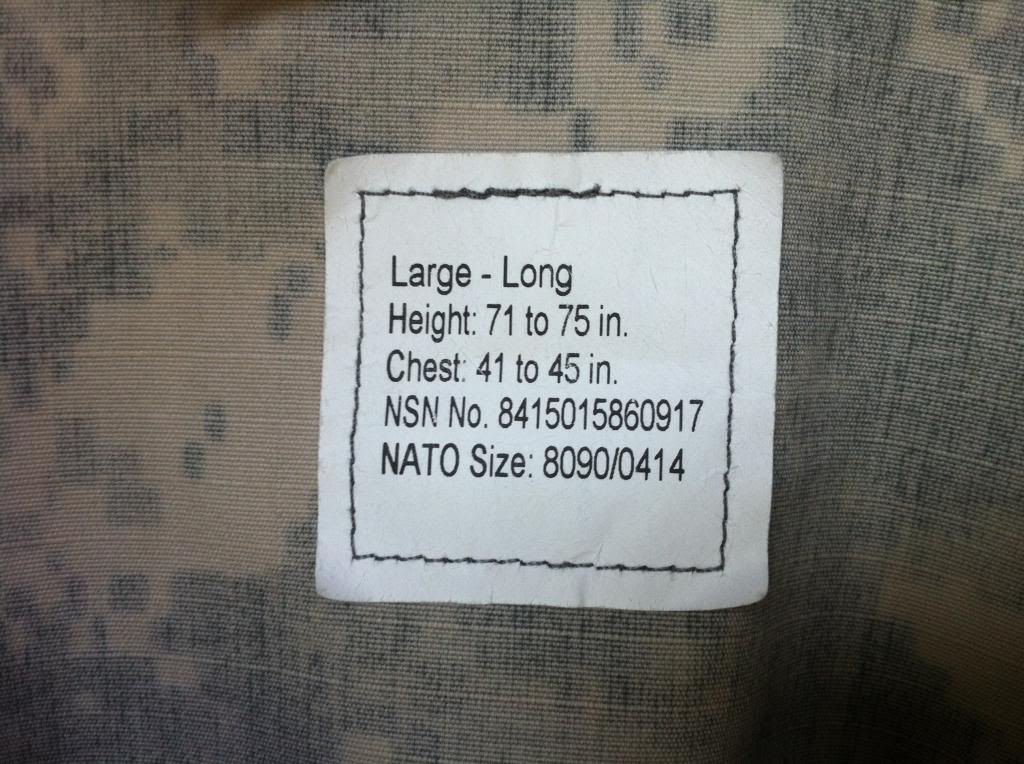 Large - Long
Height: 71 to 75 in.
Chest: 41 to 45 in.
NSN No. 8415015860917
NATO Size: 8090/0414